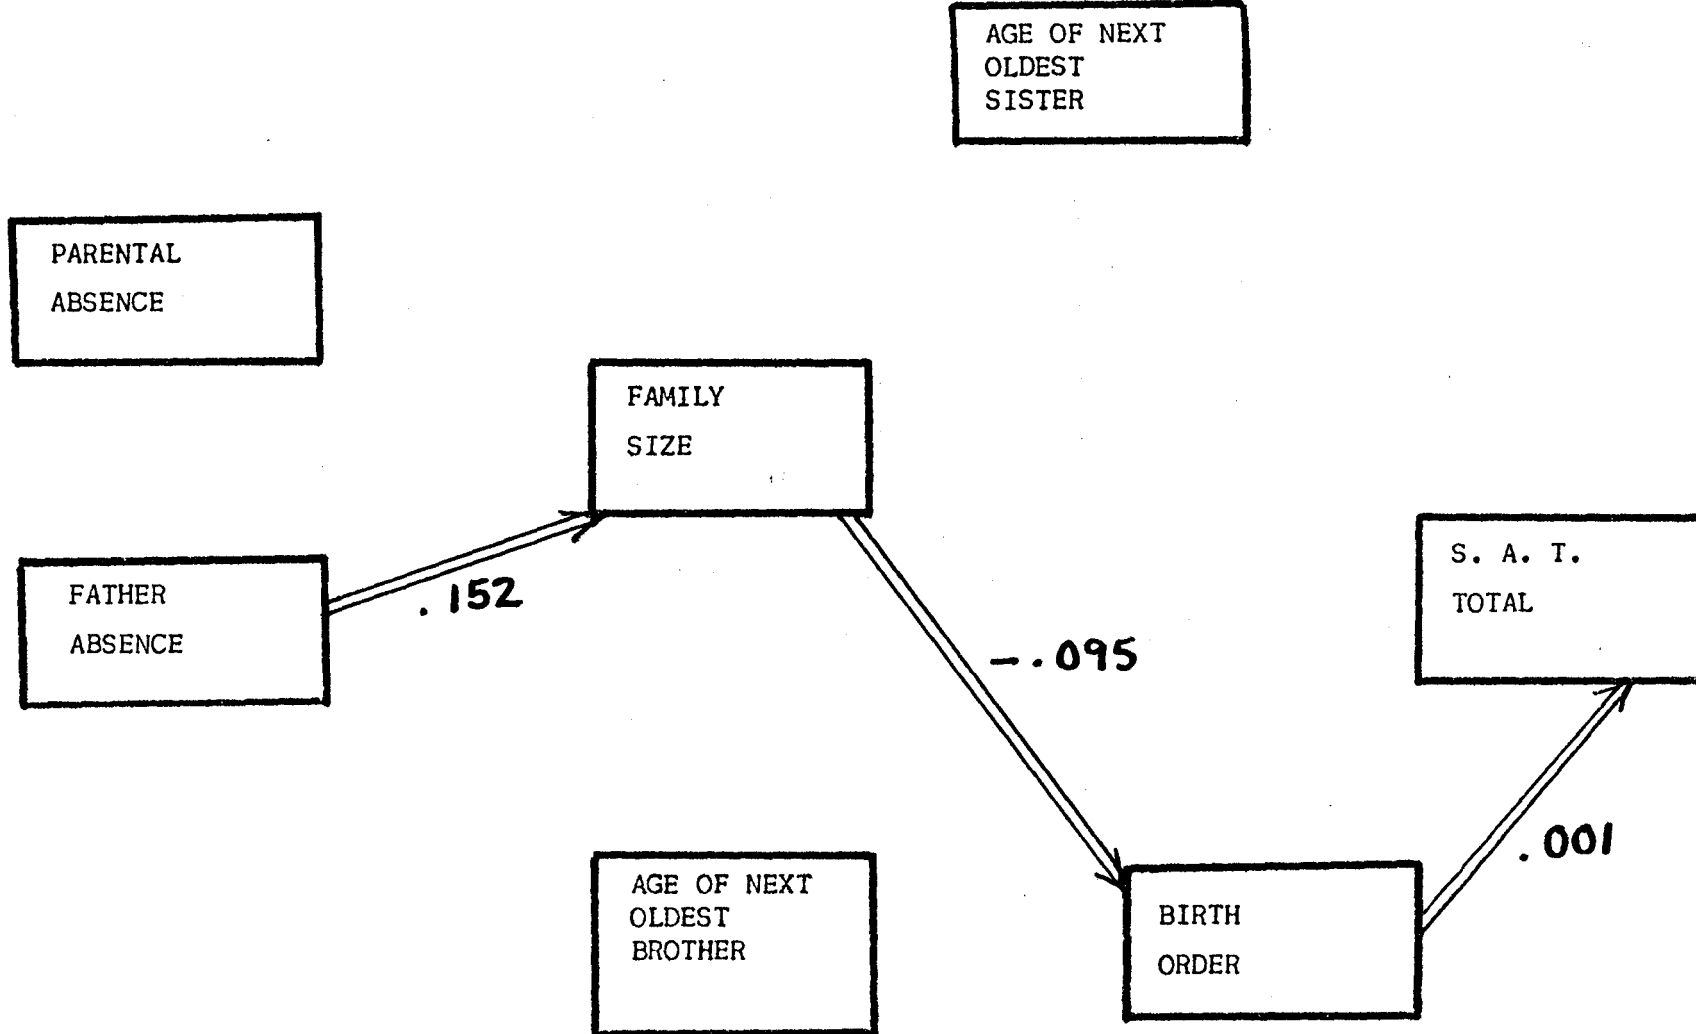 AGE OF NEXT
OLDEST
SISTER
PARENTAL
ABSENCE
FAMILY
SIZE
S. A. T.
TOTAL
FATHER
ABSENCE
.152
-.095
.001
AGE OF NEXT
OLDEST
BROTHER
BIRTH
ORDER